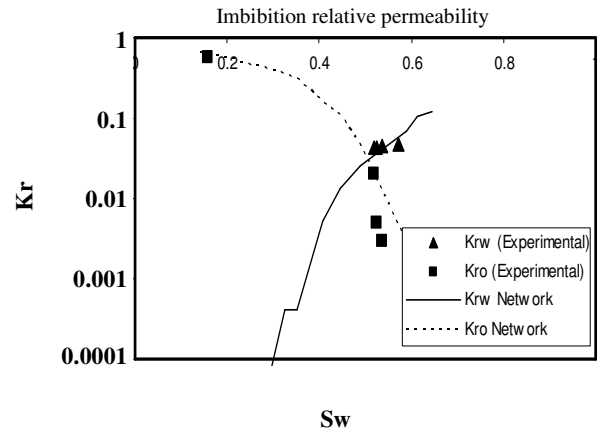 Imbibition relative permeability
1
0 0.2 0.4 0.6 0.8
0.1
0.01
0.001
0.0001
Kr
Krw (Experimental)
Kro (Experimental)
Krw Network
Kro Network
Sw